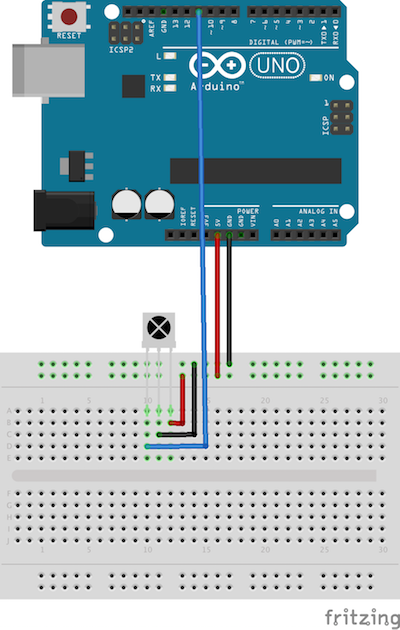 RESET
ICSP2
AREF
GND
13
12
~11
~10
~9
8
7
~6
~5
4
~3
2
TX0 1
RX0 0
DIGITAL (PWM=~)
L
TX
RX
UNO
Arduino™
ON
ICSP
1
IOREF
RESET
3V3
5V
GND
GND
VIN
POWER
ANALOG IN
A0
A1
A2
A3
A4
A5
1 5 10 15 20 25 30
A
B
C
D
E
F
G
H
I
J
1 5 10 15 20 25 30
fritzing